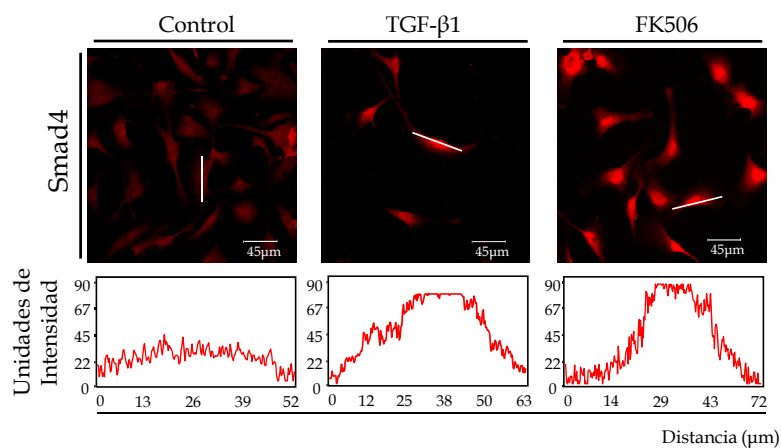 Control TGF-β1 FK506
Smad4
45μm 45μm 45μm
Unidades de
Intensidad
90 90 90
67 67 67
45 45 45
22 22 22
0 0 0
0 13 26 39 52 0 12 25 38 50 63 0 14 29 43 57 72
Distancia (μm)